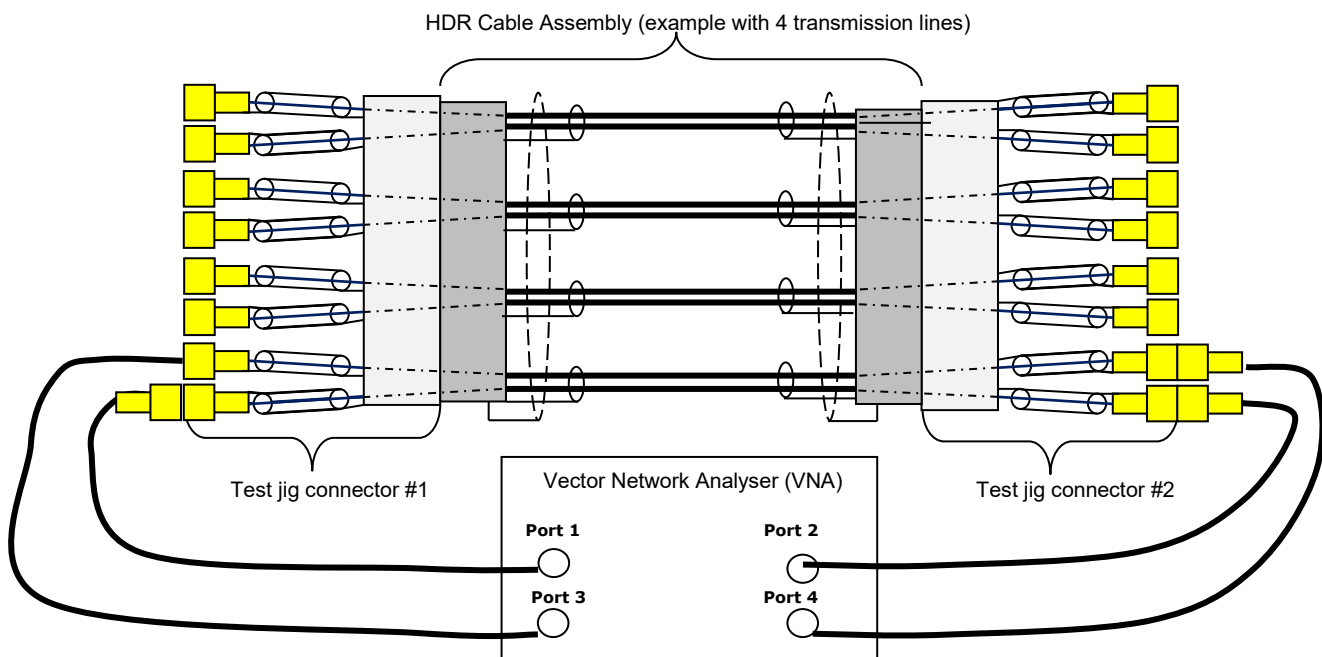 HDR Cable Assembly (example with 4 transmission lines)
Test jig connector #1
Vector Network Analyser (VNA)
Test jig connector #2
Port 1
Port 2
Port 3
Port 4